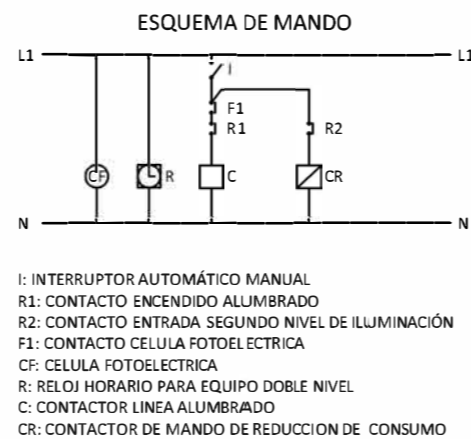 ESQUEMA DE MANDO
L1 L1
I
F1
R1 R2
CF R C CR
N N
I: INTERRUPTOR AUTOMÁTICO MANUAL
R1: CONTACTO ENCENDIDO ALUMBRADO
R2: CONTACTO ENTRADA SEGUNDO NIVEL DE ILUMINACIÓN
F1: CONTACTO CELULA FOTOELECTRICA
CF: CELULA FOTOELECTRICA
R: RELOJ HORARIO PARA EQUIPO DOBLE NIVEL
C: CONTACTOR LINEA ALUMBRADO
CR: CONTACTOR DE MANDO DE REDUCCION DE CONSUMO